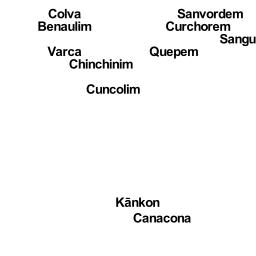 Colva
Sanvordem
Benaulim
Curchorem
Sangu
Varca
Quepem
Chinchinim
Cuncolim
Kānkon
Canacona